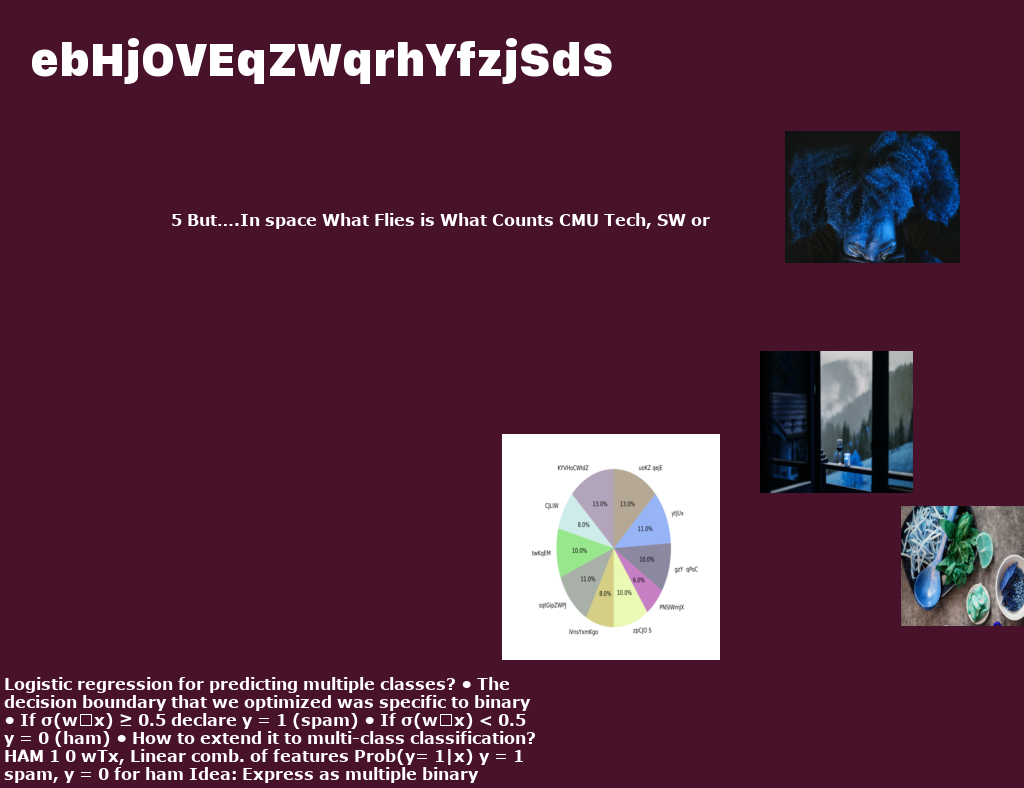 ebHjOVEqZWqrhYfzjSdS
5 But....In space What Flies is What Counts CMU Tech, SW or
KYVHoCWldZ
uoKZ qejE
13.0%
13.0%
CJLIW
ytjUx
8.0%
11.0%
twKqEM
10.0%
10.0%
gzY qPoC
11.0%
6.0%
8.0%
10.0%
sqtGipZWPj
PNSlWmjX
lVnsYxmKgo
zpCJO S
Logistic regression for predicting multiple classes? • The
decision boundary that we optimized was specific to binary
• If σ(w□x) ≥ 0.5 declare y = 1 (spam) • If σ(w□x) < 0.5
y = 0 (ham) • How to extend it to multi-class classification?
HAM 1 0 wTx, Linear comb. of features Prob(y= 1|x) y = 1
spam, y = 0 for ham Idea: Express as multiple binary